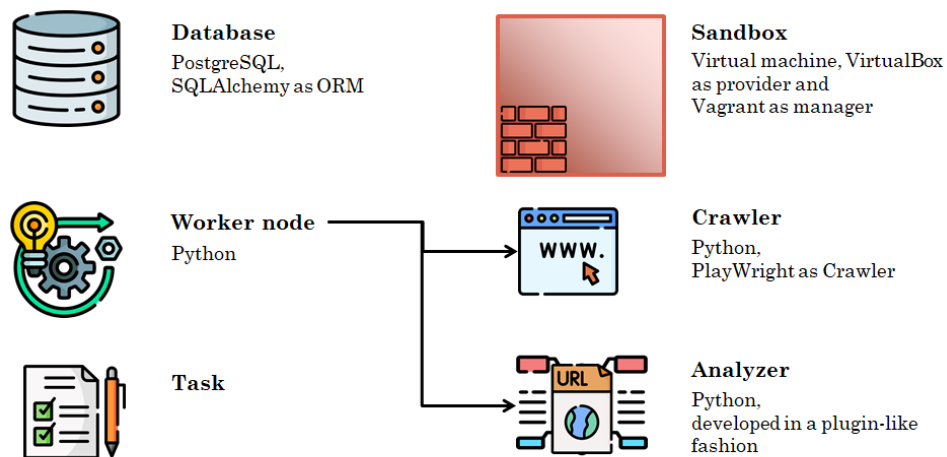 Database
PostgreSQL,
SQLAlchemy as ORM
Sandbox
Virtual machine, VirtualBox
as provider and
Vagrant as manager
Worker node
Python
WWW.
Crawler
Python,
PlayWright as Crawler
Task
URL
Analyzer
Python,
developed in a plugin-like
fashion